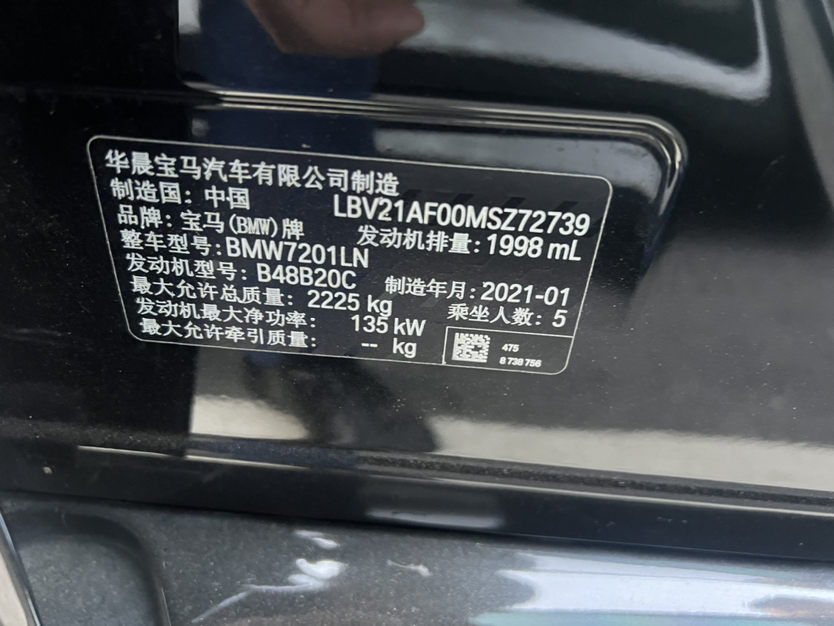 华晨宝马汽车有限公司制造
制造国: 中国
LBV21AF00MSZ72739
品牌: 宝马(BMW)牌
发动机排量: 1998 mL
整车型号: BMW7201LN
发动机型号: B48B20C
制造年月: 2021-01
最大允许总质量: 2225 kg
乘坐人数: 5
发动机最大净功率: 135 kW
最大允许牵引质量: -- kg
475
8 738 756